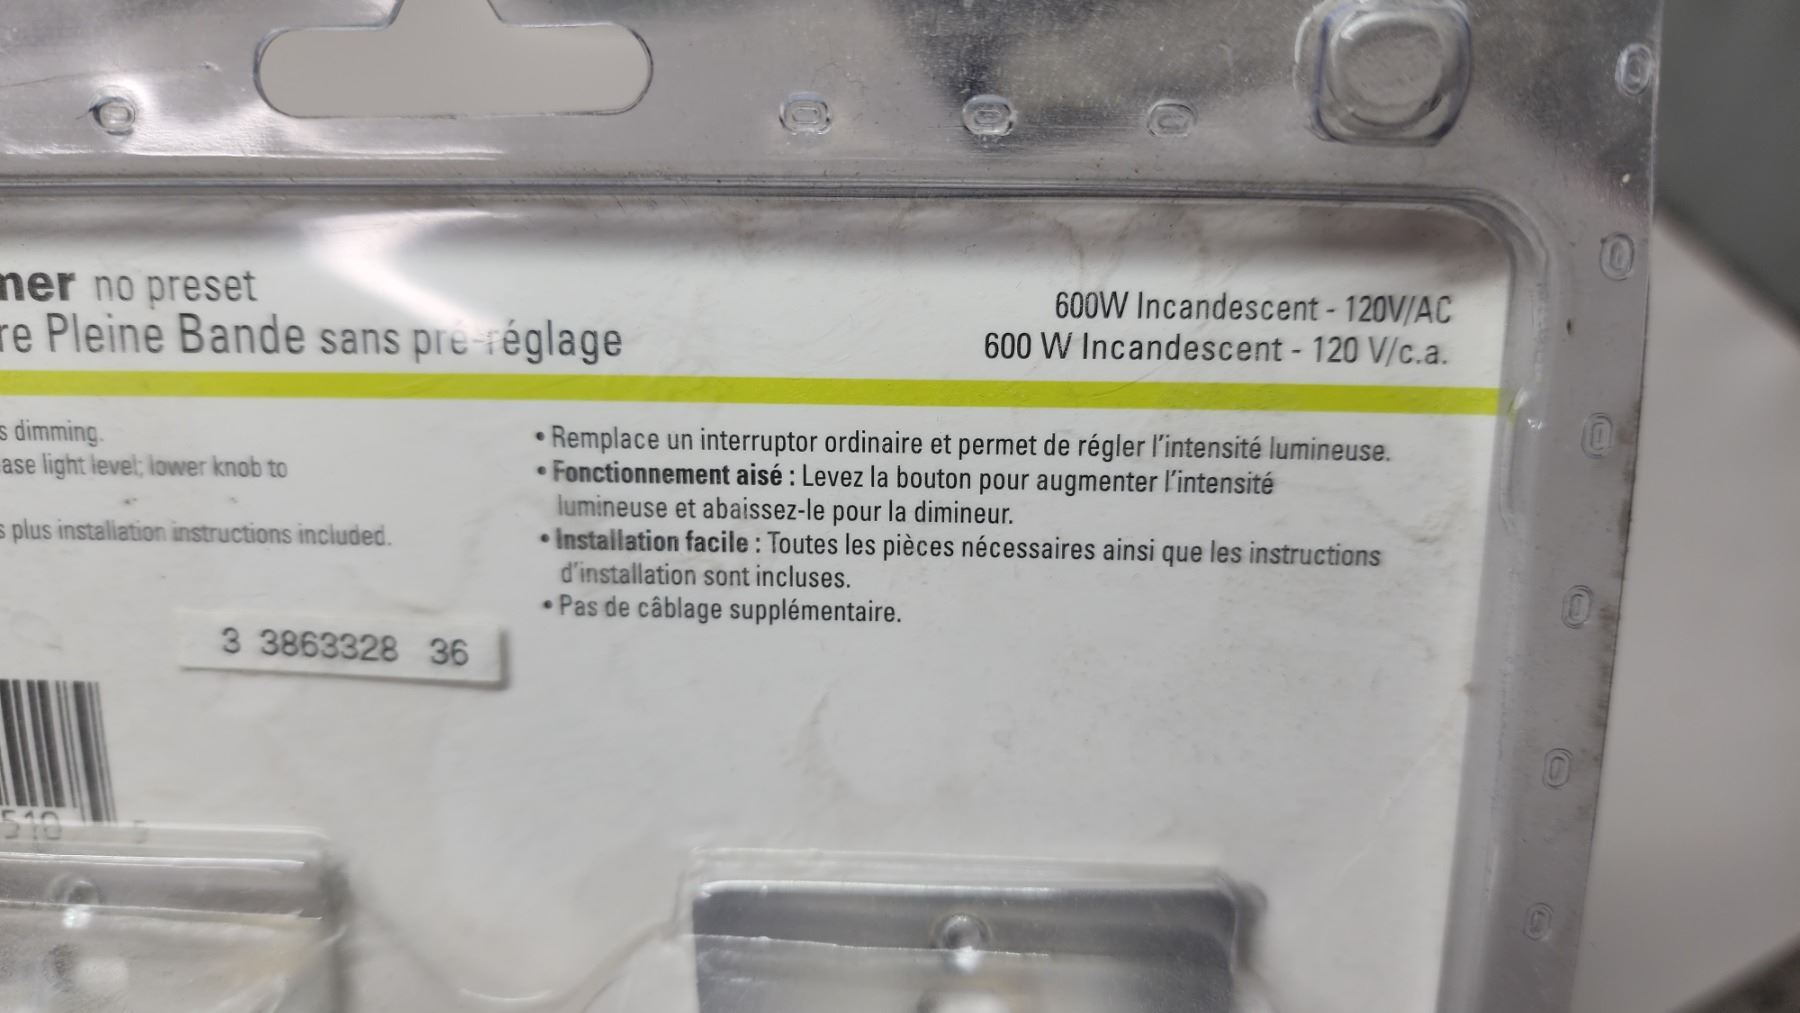 no preset
Pleine Bande sans pré-réglage
600W Incandescent - 120V/AC
600 W Incandescent - 120 V/c.a.
dimming.
light level; lower knob to
plus installation instructions included.
• Remplace un interruptor ordinaire et permet de régler l'intensité lumineuse.
• Fonctionnement aisé : Levez la bouton pour augmenter l'intensité
lumineuse et abaissez-le pour la dimineur.
• Installation facile : Toutes les pièces nécessaires ainsi que les instructions
d'installation sont incluses.
• Pas de câblage supplémentaire.
3 3863328 36
510 5